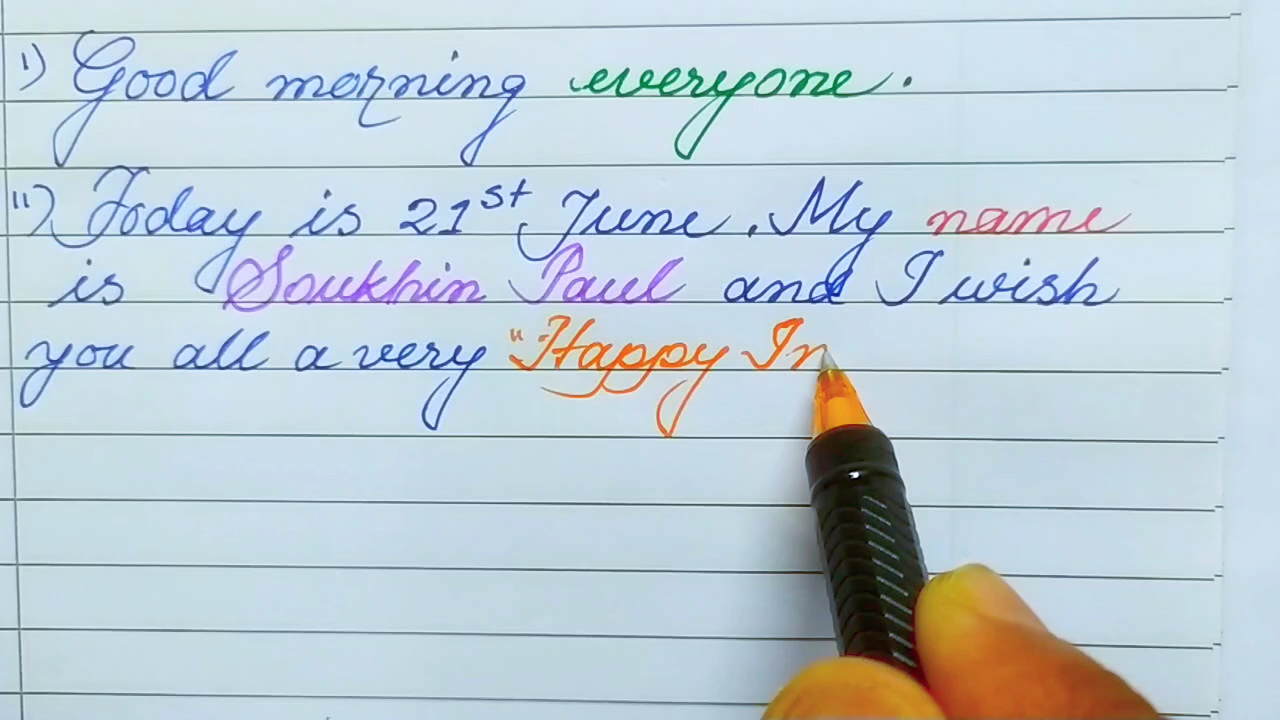 i) Good morning everyone.
ii) Today is 21st June. My name
is Soukhin Paul and I wish
you all a very "Happy In